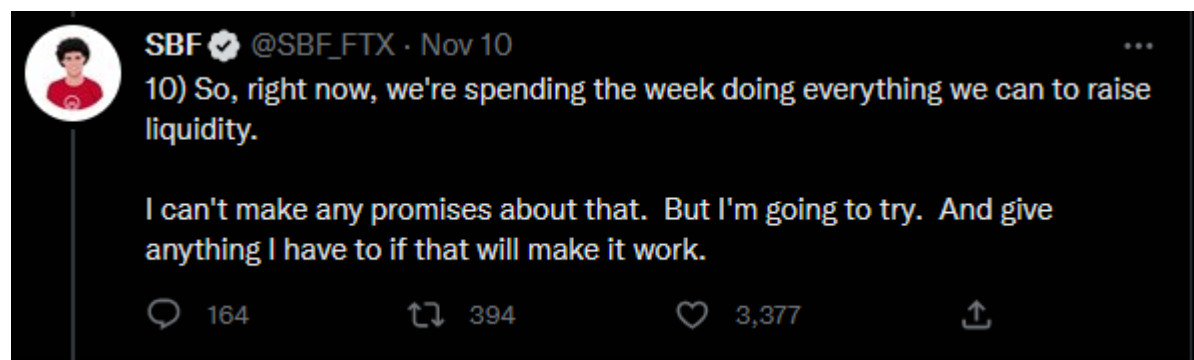 SBF @SBF_FTX · Nov 10
10) So, right now, we're spending the week doing everything we can to raise
liquidity.
I can't make any promises about that.  But I'm going to try.  And give
anything I have to if that will make it work.
164 394 3,377